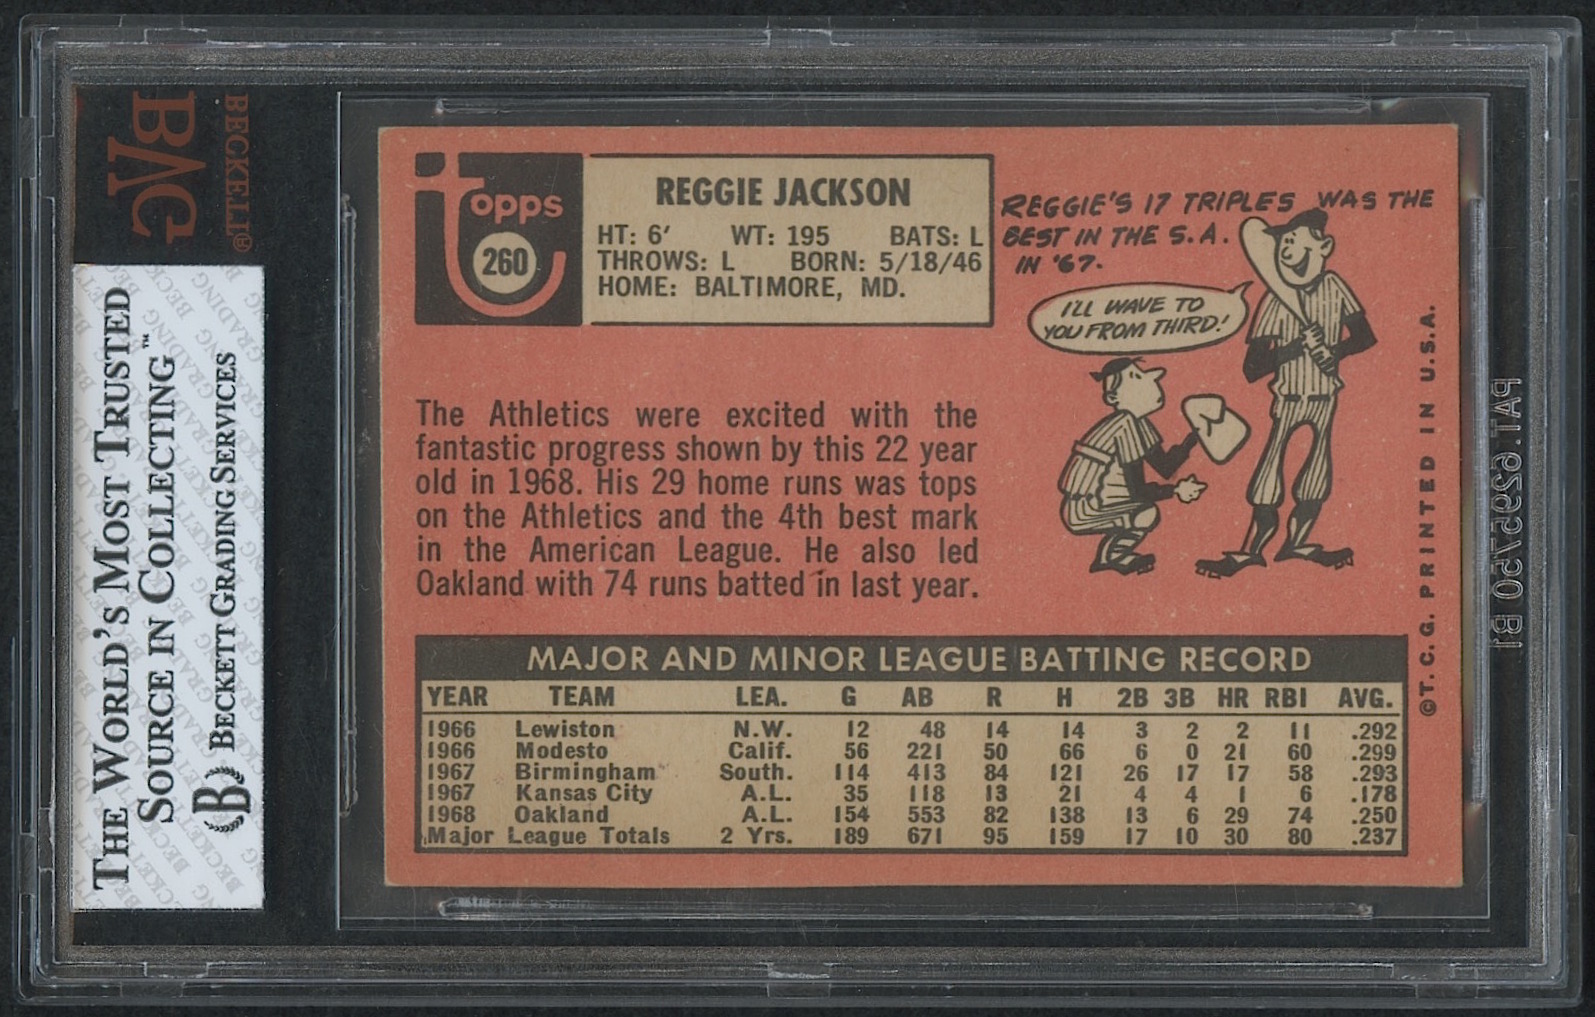 BECKETT®
BVG
THE WORLD'S MOST TRUSTED
SOURCE IN COLLECTING™
B BECKETT GRADING SERVICES
Topps
260
REGGIE JACKSON
HT: 6' WT: 195 BATS: L
THROWS: L BORN: 5/18/46
HOME: BALTIMORE, MD.
REGGIE'S 17 TRIPLES WAS THE
BEST IN THE S.A.
IN '67.
I'LL WAVE TO
YOU FROM THIRD!
The Athletics were excited with the
fantastic progress shown by this 22 year
old in 1968. His 29 home runs was tops
on the Athletics and the 4th best mark
in the American League. He also led
Oakland with 74 runs batted in last year.
MAJOR AND MINOR LEAGUE BATTING RECORD
YEAR TEAM LEA. G AB R H 2B 3B HR RBI AVG.
1966 Lewiston N.W. 12 48 14 14 3 2 2 11 .292
1966 Modesto Calif. 56 221 50 66 6 0 21 60 .299
1967 Birmingham South. 114 413 84 121 26 17 17 58 .293
1967 Kansas City A.L. 35 118 13 21 4 4 1 6 .178
1968 Oakland A.L. 154 553 82 138 13 6 29 74 .250
Major League Totals 2 Yrs. 189 671 95 159 17 10 30 80 .237
©T.C.G. PRINTED IN U.S.A.
PAT. 6295750 B1